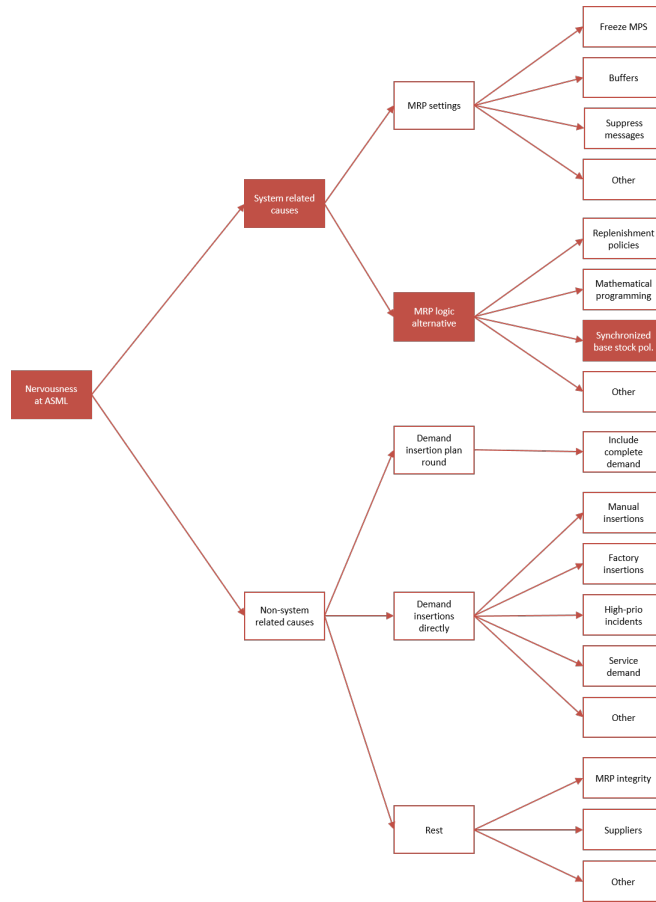 Freeze MPS
Buffers
MRP settings
Suppress
messages
Other
System related
causes
Replenishment
policies
Mathematical
programming
MRP logic
alternative
Synchronized
base stock pol.
Other
Nervousness
at ASML
Demand
insertion plan
round
Include
complete
demand
Manual
insertions
Factory
insertions
Non-system
related causes
Demand
insertions
directly
High-prio
incidents
Service
demand
Other
MRP integrity
Rest
Suppliers
Other